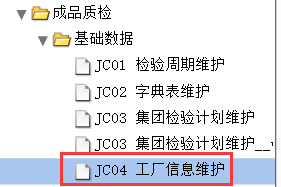 成品质检
基础数据
JC01 检验周期维护
JC02 字典表维护
JC03 集团检验计划维护
JC03 集团检验计划维护__
JC04 工厂信息维护